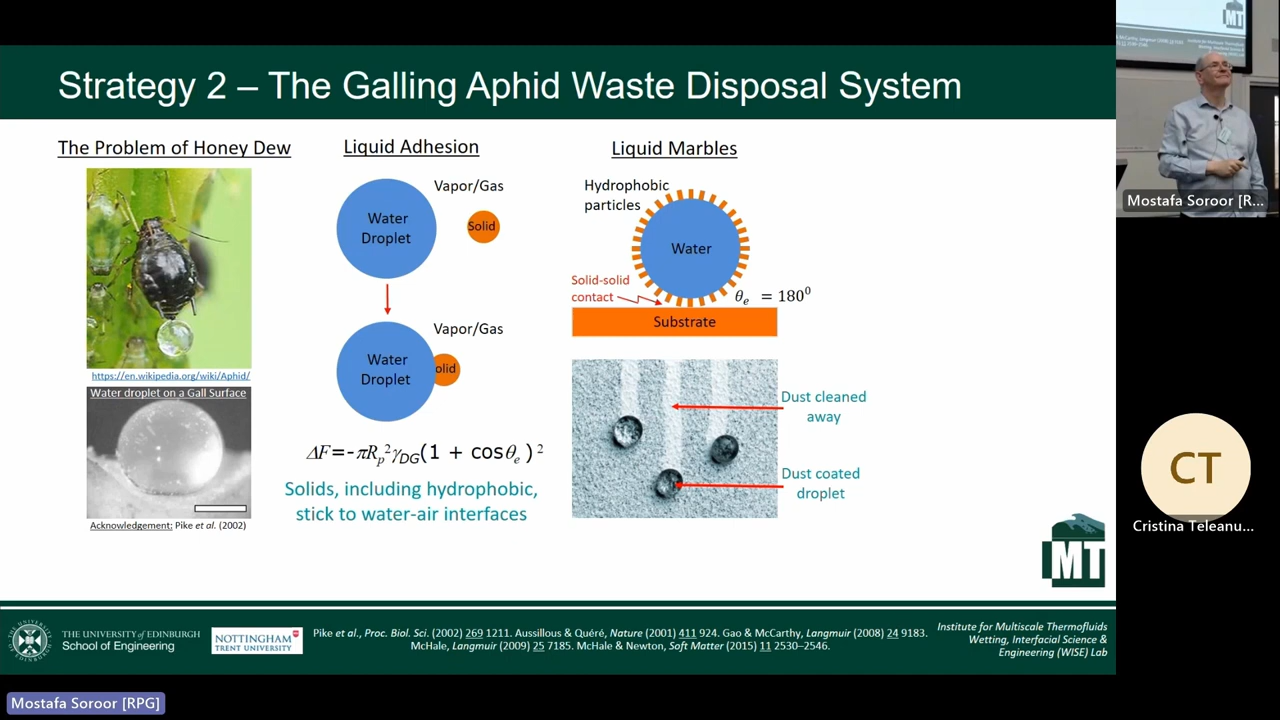 Strategy 2 – The Galling Aphid Waste Disposal System
The Problem of Honey Dew
https://en.wikipedia.org/wiki/Aphid/
Water droplet on a Gall Surface
Acknowledgement: Pike et al. (2002)
Liquid Adhesion
Vapor/Gas
Water
Droplet
Solid
Vapor/Gas
Water
Droplet
olid
ΔF=-πRp²γDG(1 + cosθe)²
Solids, including hydrophobic,
stick to water-air interfaces
Liquid Marbles
Hydrophobic
particles
Water
Solid-solid
contact
θe = 180⁰
Substrate
Dust cleaned
away
Dust coated
droplet
MT
THE UNIVERSITY of EDINBURGH
School of Engineering
NOTTINGHAM
TRENT UNIVERSITY
Pike et al., Proc. Biol. Sci. (2002) 269 1211. Aussillous & Quéré, Nature (2001) 411 924. Gao & McCarthy, Langmuir (2008) 24 9183.
McHale, Langmuir (2009) 25 7185. McHale & Newton, Soft Matter (2015) 11 2530–2546.
Institute for Multiscale Thermofluids
Wetting, Interfacial Science &
Engineering (WISE) Lab
MT
Mostafa Soroor [R...
CT
Cristina Teleanu...
Mostafa Soroor [RPG]